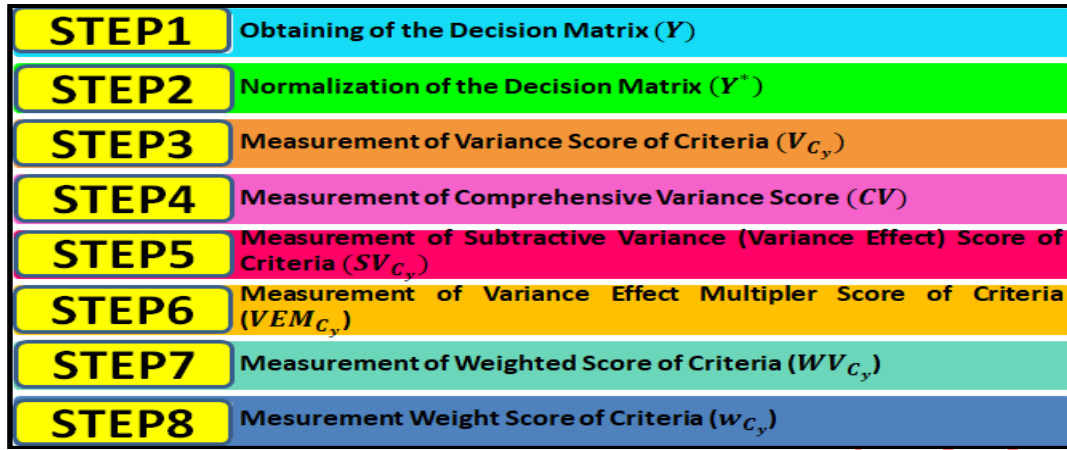 STEP1 Obtaining of the Decision Matrix (Y)
STEP2 Normalization of the Decision Matrix (Y*)
STEP3 Measurement of Variance Score of Criteria (V_{C_y})
STEP4 Measurement of Comprehensive Variance Score (CV)
STEP5 Measurement of Subtractive Variance (Variance Effect) Score of
Criteria (SV_{C_y})
STEP6 Measurement of Variance Effect Multipler Score of Criteria
(VEM_{C_y})
STEP7 Measurement of Weighted Score of Criteria (WV_{C_y})
STEP8 Mesurement Weight Score of Criteria (w_{C_y})